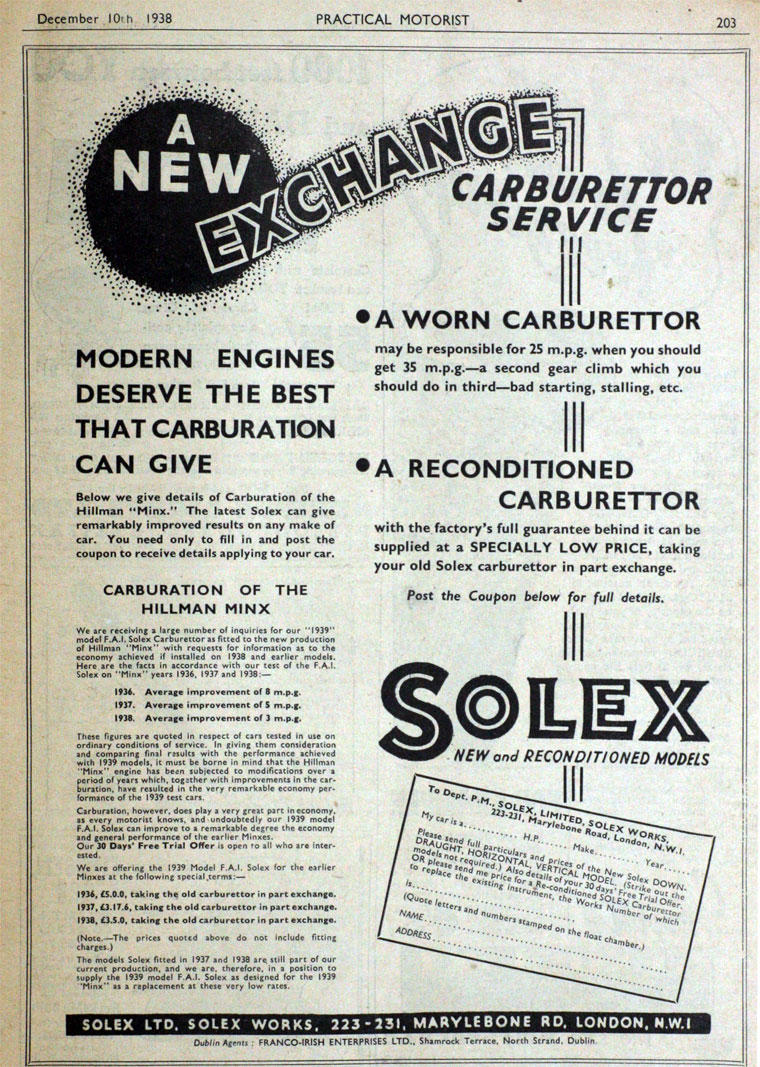 December 10th 1938
PRACTICAL MOTORIST
203
A
NEW
EXCHANGE
CARBURETTOR
SERVICE
MODERN ENGINES
DESERVE THE BEST
THAT CARBURATION
CAN GIVE
Below we give details of Carburation of the
Hillman "Minx." The latest Solex can give
remarkably improved results on any make of
car. You need only to fill in and post the
coupon to receive details applying to your car.
CARBURATION OF THE
HILLMAN MINX
We are receiving a large number of inquiries for our "1939"
model F.A.I. Solex Carburettor as fitted to the new production
of Hillman "Minx" with requests for information as to the
economy achieved if installed on 1938 and earlier models.
Here are the facts in accordance with our test of the F.A.I.
Solex on "Minx" years 1936, 1937 and 1938:—
1936. Average improvement of 8 m.p.g.
1937. Average improvement of 5 m.p.g.
1938. Average improvement of 3 m.p.g.
These figures are quoted in respect of cars tested in use on
ordinary conditions of service. In giving them consideration
and comparing final results with the performance achieved
with 1939 models, it must be borne in mind that the Hillman
"Minx" engine has been subjected to modifications over a
period of years which, together with improvements in the car-
buration, have resulted in the very remarkable economy per-
formance of the 1939 test cars.
Carburation, however, does play a very great part in economy,
as every motorist knows, and undoubtedly our 1939 model
F.A.I. Solex can improve to a remarkable degree the economy
and general performance of the earlier Minxes.
Our 30 Days' Free Trial Offer is open to all who are inter-
ested.
We are offering the 1939 Model F.A.I. Solex for the earlier
Minxes at the following special terms:—
1936, £5.0.0, taking the old carburettor in part exchange.
1937, £3.17.6, taking the old carburettor in part exchange.
1938, £3.5.0, taking the old carburettor in part exchange.
(Note.—The prices quoted above do not include fitting
charges.)
The models Solex fitted in 1937 and 1938 are still part of our
current production, and we are, therefore, in a position to
supply the 1939 model F.A.I. Solex as designed for the 1939
"Minx" as a replacement at these very low rates.
● A WORN CARBURETTOR
may be responsible for 25 m.p.g. when you should
get 35 m.p.g.—a second gear climb which you
should do in third—bad starting, stalling, etc.
● A RECONDITIONED
CARBURETTOR
with the factory's full guarantee behind it can be
supplied at a SPECIALLY LOW PRICE, taking
your old Solex carburettor in part exchange.
Post the Coupon below for full details.
SOLEX
NEW and RECONDITIONED MODELS
To Dept. P.M., SOLEX, LIMITED, SOLEX WORKS,
223-231, Marylebone Road, London, N.W.I.
My car is a............ H.P....... Make............ Year......
Please send full particulars and prices of the New Solex DOWN-
DRAUGHT, HORIZONTAL, VERTICAL MODEL. (Strike out the
models not required.) Also details of your 30 days' Free Trial Offer.
OR please send me price for a Re-conditioned SOLEX Carburettor
to replace the existing instrument, the Works Number of which
is..............................
(Quote letters and numbers stamped on the float chamber.)
NAME..............................
ADDRESS..............................
SOLEX LTD, SOLEX WORKS, 223-231, MARYLEBONE RD, LONDON, N.W.I
Dublin Agents : FRANCO-IRISH ENTERPRISES LTD., Shamrock Terrace, North Strand, Dublin.